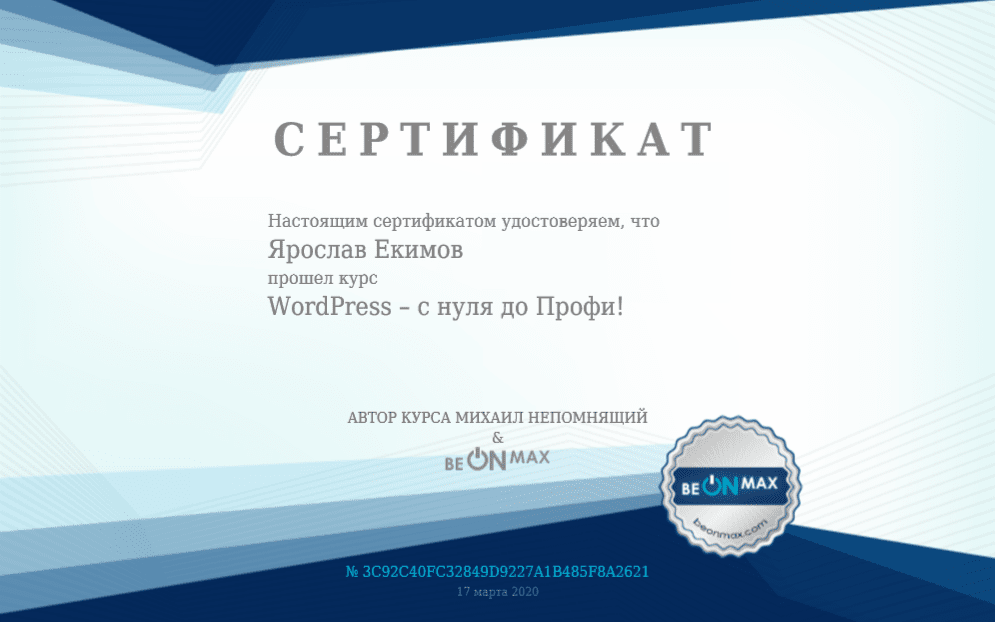 СЕРТИФИКАТ
Настоящим сертификатом удостоверяем, что
Ярослав Екимов
прошел курс
WordPress – с нуля до Профи!
АВТОР КУРСА МИХАИЛ НЕПОМНЯЩИЙ
&
BE ON MAX
BE ON MAX
beonmax.com
№ 3C92C40FC32849D9227A1B485F8A2621
17 марта 2020